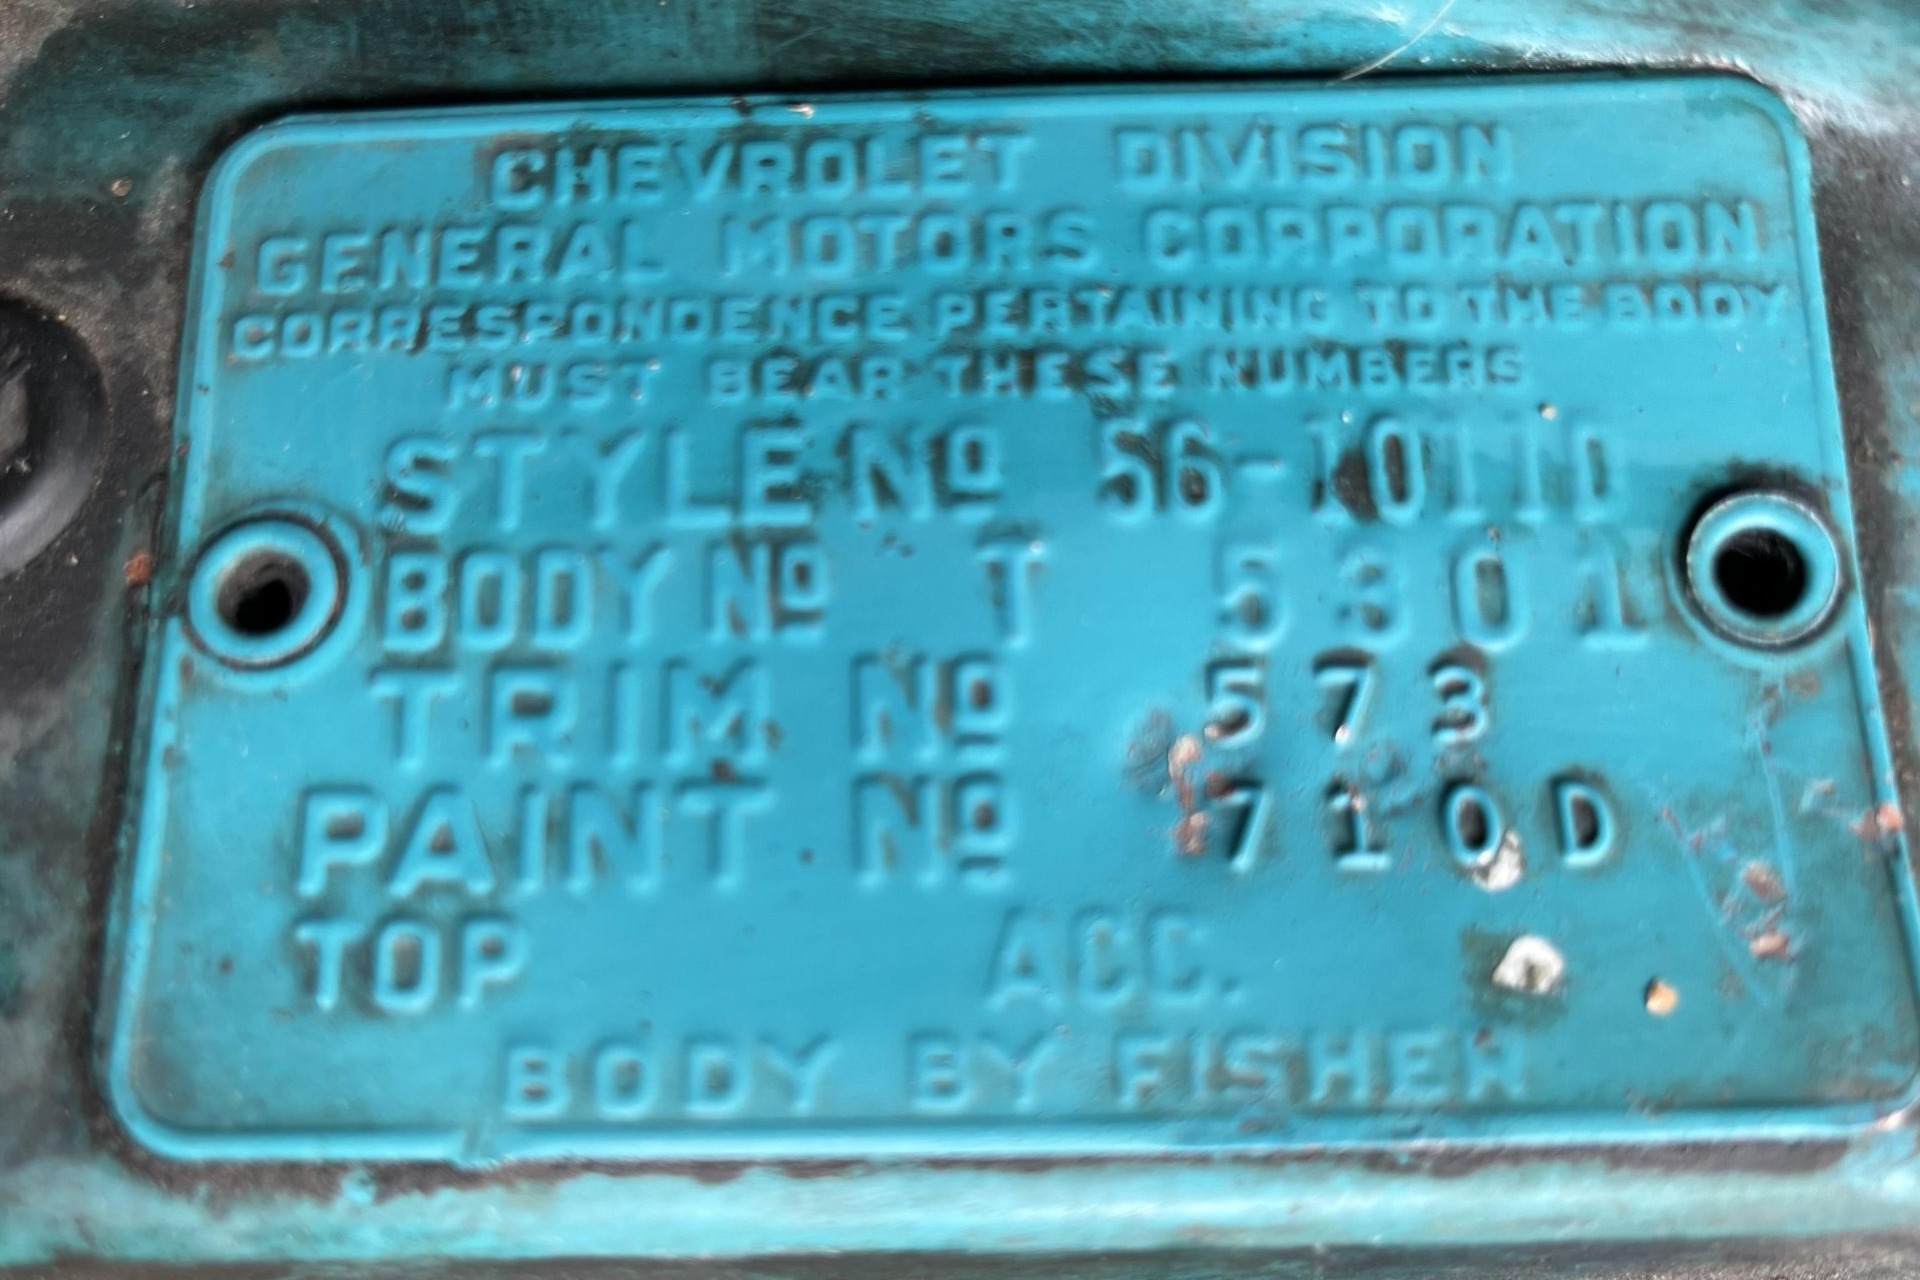 CHEVROLET DIVISION
GENERAL MOTORS CORPORATION
CORRESPONDENCE PERTAINING TO THE BODY
MUST BEAR THESE NUMBERS
STYLE Nº 56-1011D
BODY Nº T 5301
TRIM Nº 573
PAINT Nº 710D
TOP ACC.
BODY BY FISHER